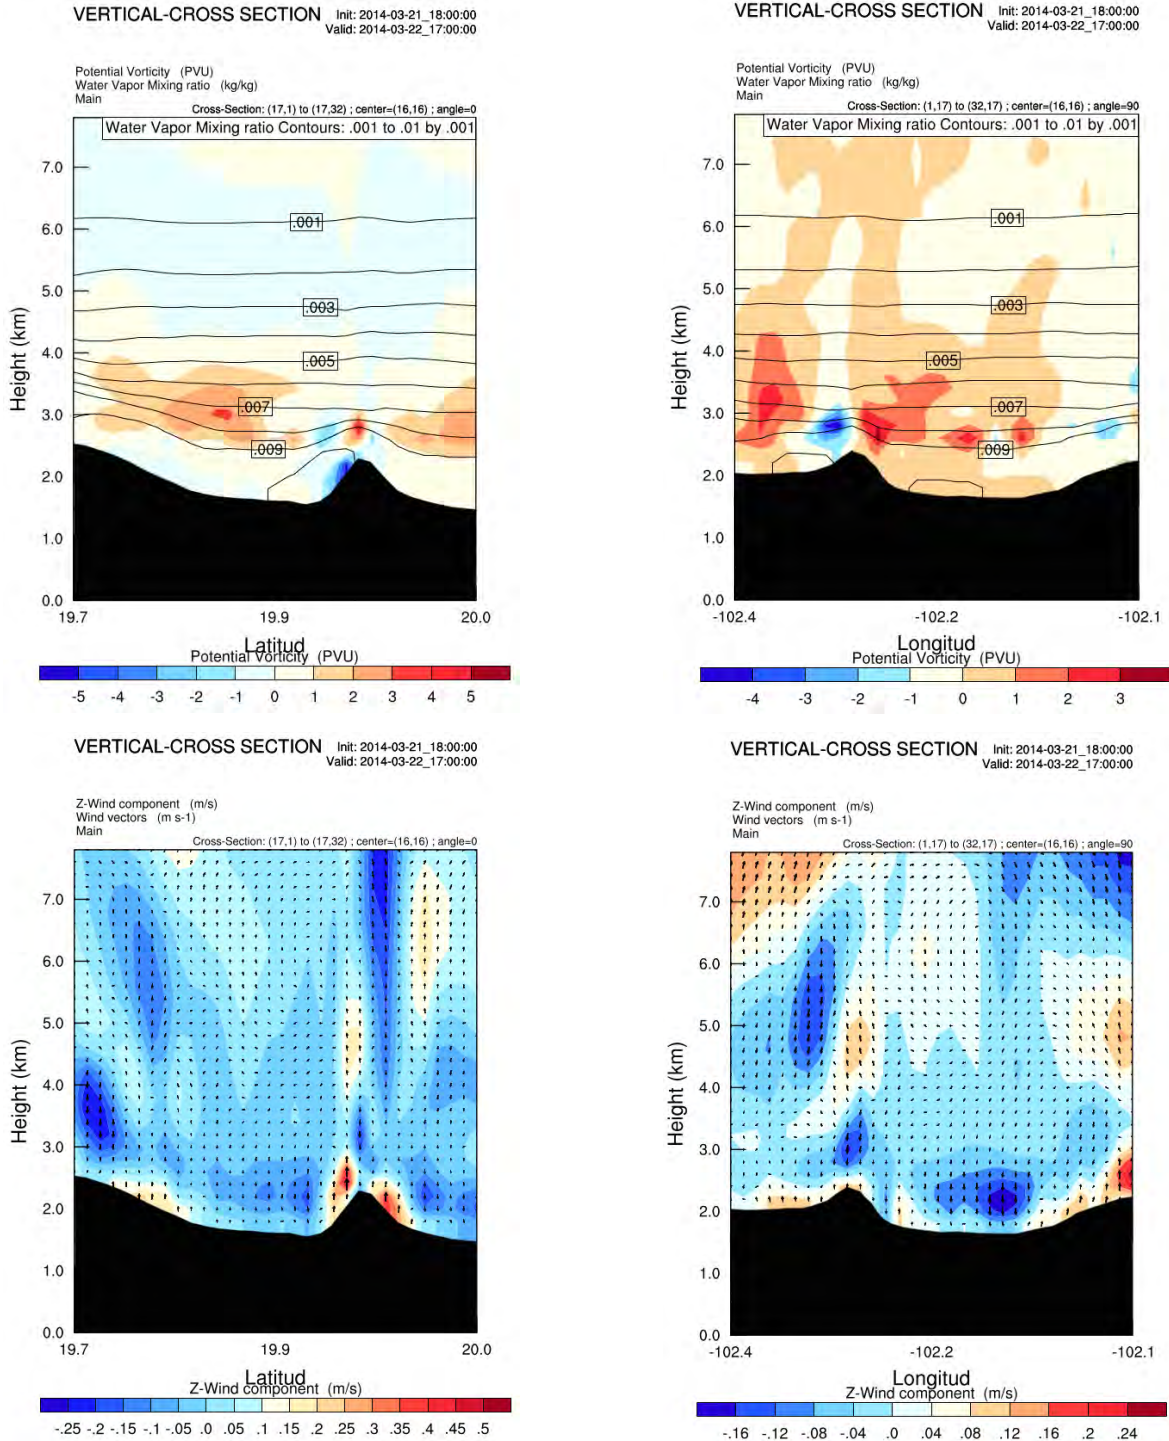 VERTICAL-CROSS SECTION Init: 2014-03-21_18:00:00
Valid: 2014-03-22_17:00:00
Potential Vorticity (PVU)
Water Vapor Mixing ratio (kg/kg)
Main
Cross-Section: (17,1) to (17,32) ; center=(16,16) ; angle=0
Water Vapor Mixing ratio Contours: .001 to .01 by .001
7.0
6.0
5.0
4.0
3.0
2.0
1.0
0.0
Height (km)
.001
.003
.005
.007
.009
19.7 19.9 20.0
Latitud
Potential Vorticity (PVU)
-5 -4 -3 -2 -1 0 1 2 3 4 5
VERTICAL-CROSS SECTION Init: 2014-03-21_18:00:00
Valid: 2014-03-22_17:00:00
Potential Vorticity (PVU)
Water Vapor Mixing ratio (kg/kg)
Main
Cross-Section: (1,17) to (32,17) ; center=(16,16) ; angle=90
Water Vapor Mixing ratio Contours: .001 to .01 by .001
7.0
6.0
5.0
4.0
3.0
2.0
1.0
0.0
Height (km)
.001
.003
.005
.007
.009
-102.4 -102.2 -102.1
Longitud
Potential Vorticity (PVU)
-4 -3 -2 -1 0 1 2 3
VERTICAL-CROSS SECTION Init: 2014-03-21_18:00:00
Valid: 2014-03-22_17:00:00
Z-Wind component (m/s)
Wind vectors (m s-1)
Main
Cross-Section: (17,1) to (17,32) ; center=(16,16) ; angle=0
7.0
6.0
5.0
4.0
3.0
2.0
1.0
0.0
Height (km)
19.7 19.9 20.0
Latitud
Z-Wind component (m/s)
-.25 -.2 -.15 -.1 -.05 .0 .05 .1 .15 .2 .25 .3 .35 .4 .45 .5
VERTICAL-CROSS SECTION Init: 2014-03-21_18:00:00
Valid: 2014-03-22_17:00:00
Z-Wind component (m/s)
Wind vectors (m s-1)
Main
Cross-Section: (1,17) to (32,17) ; center=(16,16) ; angle=90
7.0
6.0
5.0
4.0
3.0
2.0
1.0
0.0
Height (km)
-102.4 -102.2 -102.1
Longitud
Z-Wind component (m/s)
-.16 -.12 -.08 -.04 .0 .04 .08 .12 .16 .2 .24